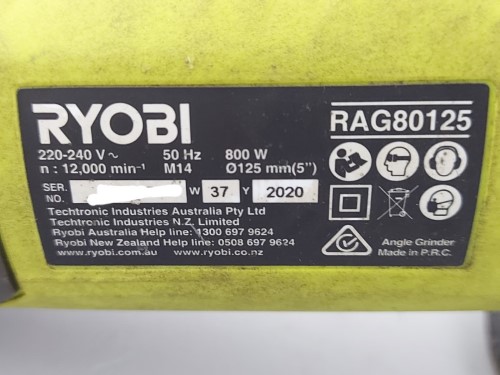 RYOBI
RAG80125
220-240 V ~ 50 Hz 800 W
n : 12,000 min⁻¹ M14 Ø125 mm(5")
SER. NO. W 37 Y 2020
Techtronic Industries Australia Pty Ltd
Techtronic Industries N.Z. Limited
Ryobi Australia Help line: 1300 697 9624
Ryobi New Zealand Help line: 0508 697 9624
www.ryobi.com.au www.ryobi.co.nz
Angle Grinder
Made in P.R.C.